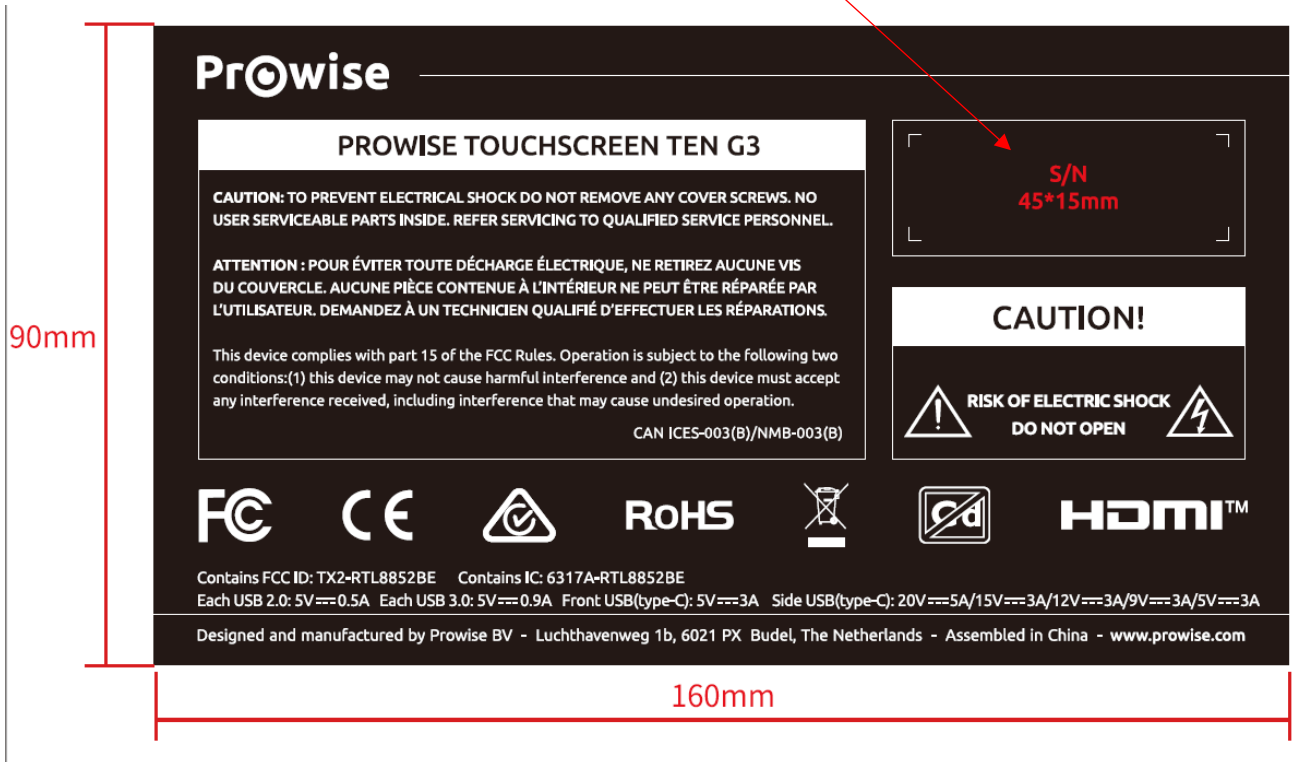 Prowise
PROWISE TOUCHSCREEN TEN G3
CAUTION: TO PREVENT ELECTRICAL SHOCK DO NOT REMOVE ANY COVER SCREWS. NO
USER SERVICEABLE PARTS INSIDE. REFER SERVICING TO QUALIFIED SERVICE PERSONNEL.
ATTENTION : POUR ÉVITER TOUTE DÉCHARGE ÉLECTRIQUE, NE RETIREZ AUCUNE VIS
DU COUVERCLE. AUCUNE PIÈCE CONTENUE À L'INTÉRIEUR NE PEUT ÊTRE RÉPARÉE PAR
L'UTILISATEUR. DEMANDEZ À UN TECHNICIEN QUALIFIÉ D'EFFECTUER LES RÉPARATIONS.
This device complies with part 15 of the FCC Rules. Operation is subject to the following two
conditions:(1) this device may not cause harmful interference and (2) this device must accept
any interference received, including interference that may cause undesired operation.
CAN ICES-003(B)/NMB-003(B)
S/N
45*15mm
CAUTION!
RISK OF ELECTRIC SHOCK
DO NOT OPEN
90mm
FC CE RoHS Cd HDMI™
Contains FCC ID: TX2-RTL8852BE Contains IC: 6317A-RTL8852BE
Each USB 2.0: 5V⎓0.5A Each USB 3.0: 5V⎓0.9A Front USB(type-C): 5V⎓3A Side USB(type-C): 20V⎓5A/15V⎓3A/12V⎓3A/9V⎓3A/5V⎓3A
Designed and manufactured by Prowise BV - Luchthavenweg 1b, 6021 PX Budel, The Netherlands - Assembled in China - www.prowise.com
160mm